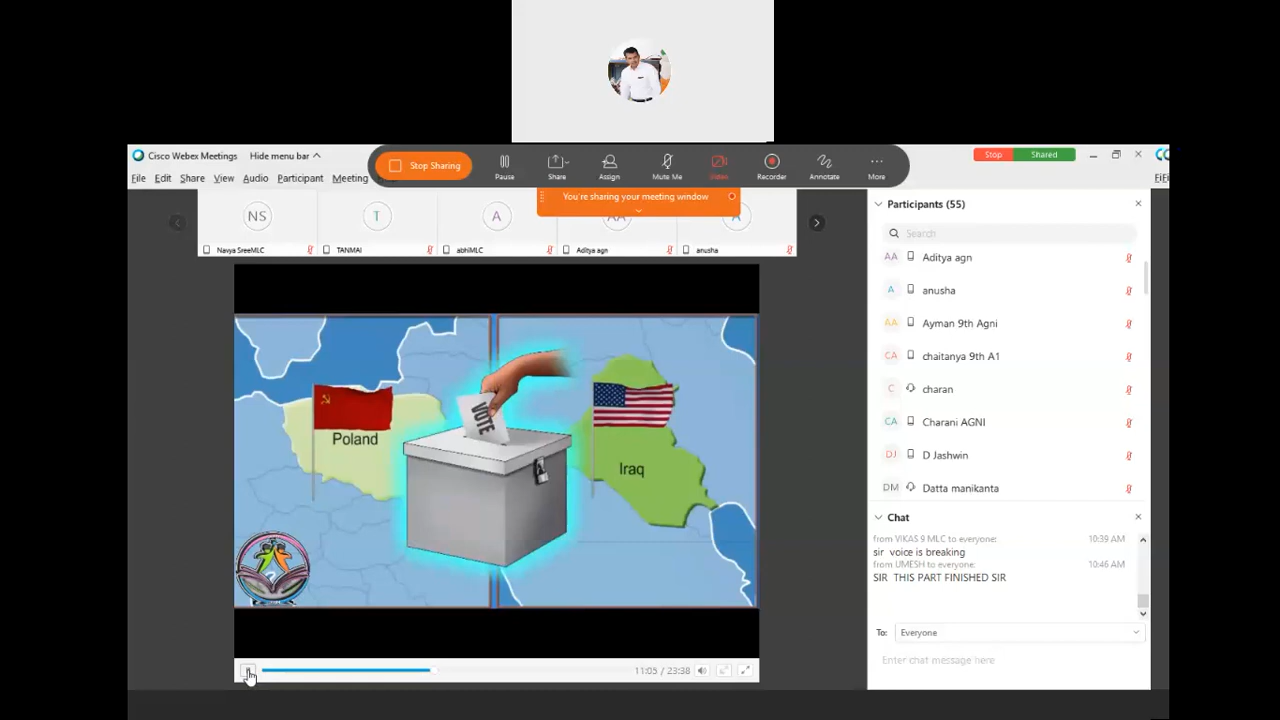 Cisco Webex Meetings
Hide menu bar
Stop Sharing
Pause
Share
Assign
Mute Me
Recorder
Annotate
More
Stop
Shared
File Edit Share View Audio Participant Meeting
You're sharing your meeting window
NS
T
A
AA
A
Navya SreeMLC
TANMAI
abhiMLC
Aditya agn
anusha
Participants (55)
Search
AA Aditya agn
A anusha
AA Ayman 9th Agni
CA chaitanya 9th A1
C charan
CA Charani AGNI
DJ D Jashwin
DM Datta manikanta
Chat
from VIKAS 9 MLC to everyone: 10:39 AM
sir voice is breaking
from UMESH to everyone: 10:46 AM
SIR THIS PART FINISHED SIR
To: Everyone
Enter chat message here
VOTE
Poland
Iraq
11:05 / 23:38